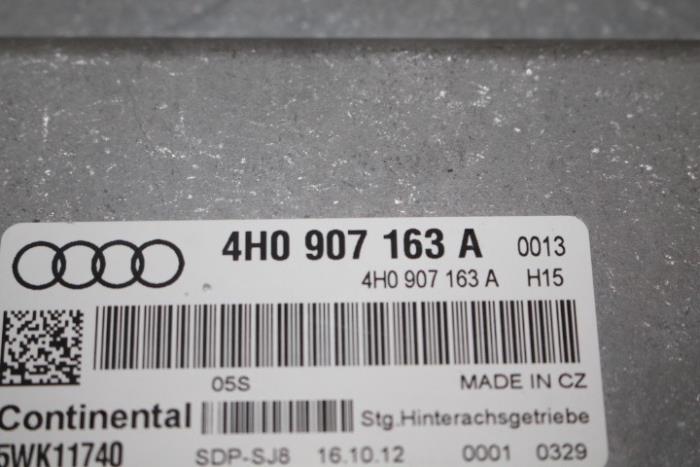 4H0 907 163 A 0013
4H0 907 163 A H15
05S MADE IN CZ
Continental Stg.Hinterachsgetriebe
5WK11740 SDP-SJ8 16.10.12 0001 0329